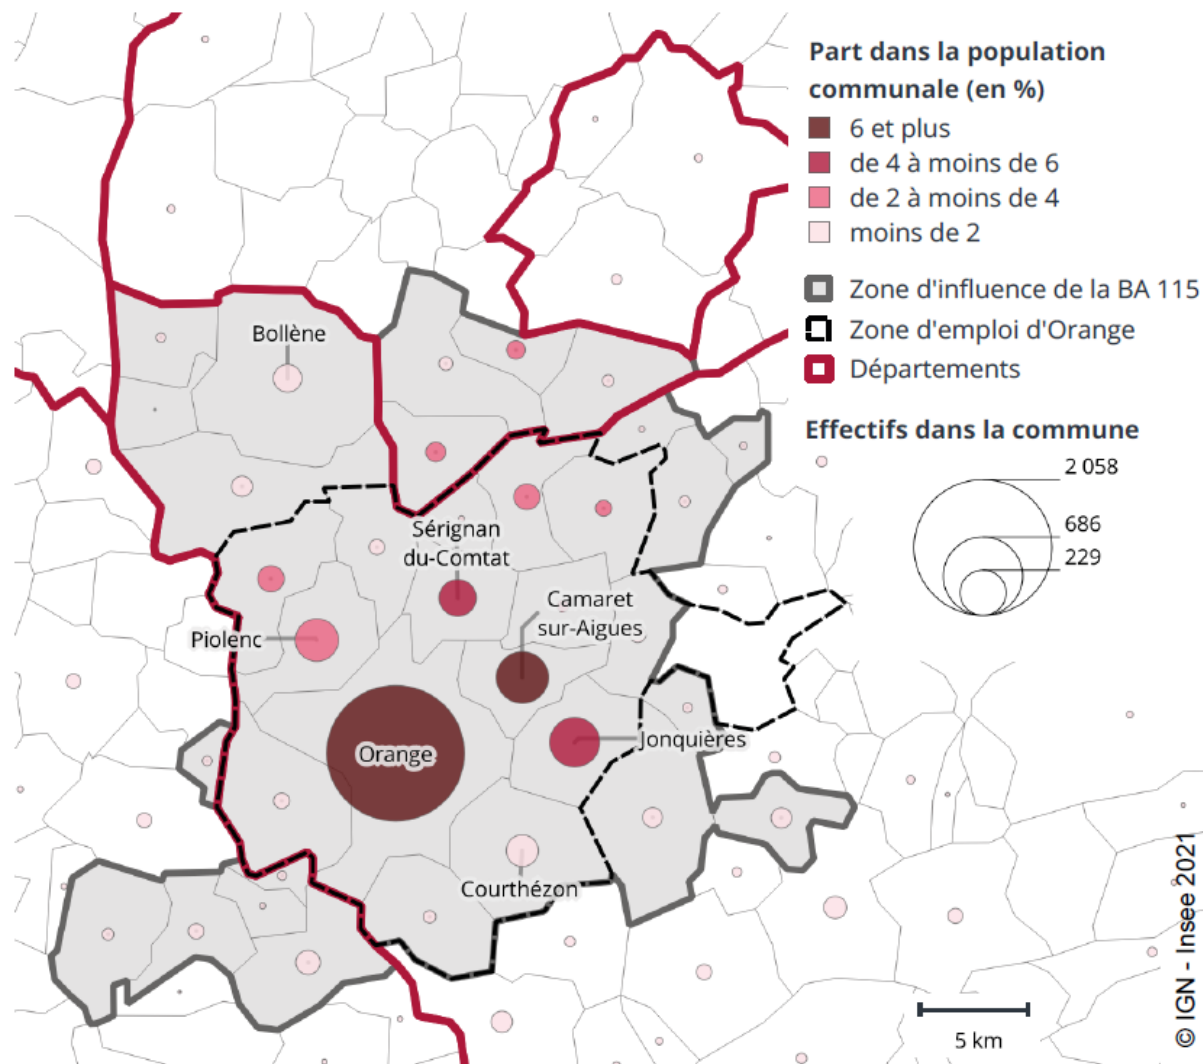 Part dans la population
communale (en %)
6 et plus
de 4 à moins de 6
de 2 à moins de 4
moins de 2
Zone d'influence de la BA 115
Zone d'emploi d'Orange
Départements
Effectifs dans la commune
2 058
686
229
Bollène
Sérignan
du-Comtat
Camaret
sur-Aigues
Piolenc
Orange
Jonquières
Courthézon
5 km
© IGN - Insee 2021